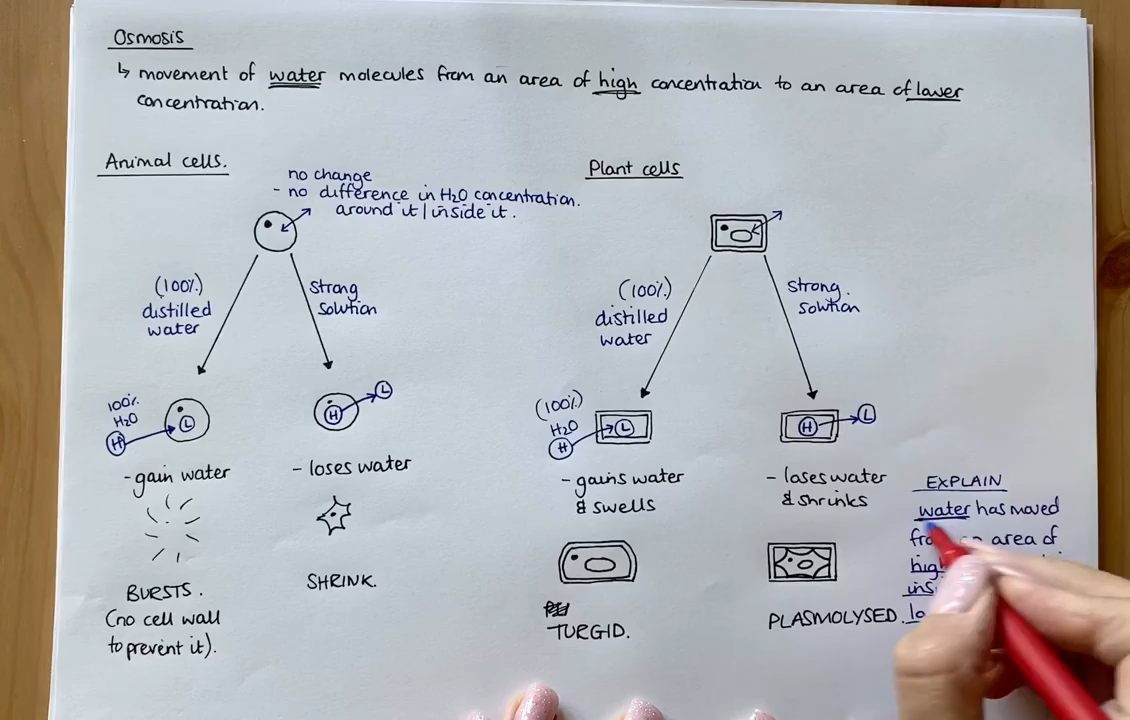 Osmosis
↳ movement of water molecules from an area of high concentration to an area of lower
concentration.
Animal cells.
no change
- no difference in H2O concentration.
around it / inside it.
(100%)
distilled
water
Strong
solution
100%
H2O
H
L
H
L
- gain water
- loses water
BURSTS.
(no cell wall
to prevent it).
SHRINK.
Plant cells
(100%)
distilled
water
Strong.
solution
(100%)
H2O
H
L
H
L
- gains water
& swells
- loses water
& shrinks
TURGID.
PLASMOLYSED.
EXPLAIN
water has moved
area of